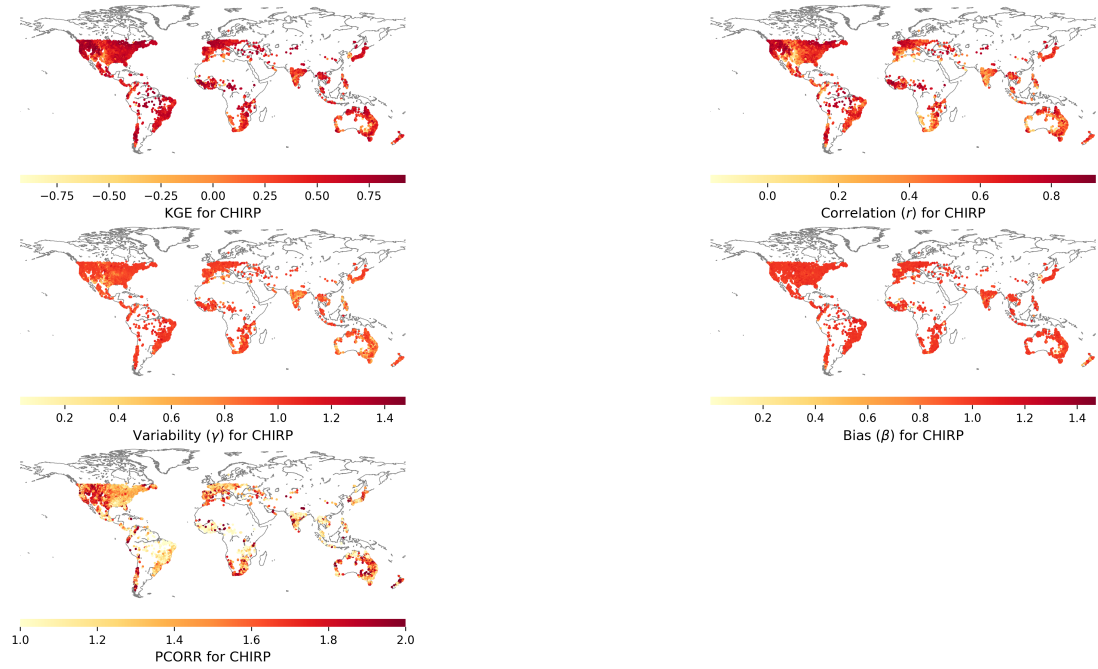 −0.75 −0.50 −0.25 0.00 0.25 0.50 0.75
KGE for CHIRP
0.0 0.2 0.4 0.6 0.8
Correlation (r) for CHIRP
0.2 0.4 0.6 0.8 1.0 1.2 1.4
Variability (γ) for CHIRP
0.2 0.4 0.6 0.8 1.0 1.2 1.4
Bias (β) for CHIRP
1.0 1.2 1.4 1.6 1.8 2.0
PCORR for CHIRP